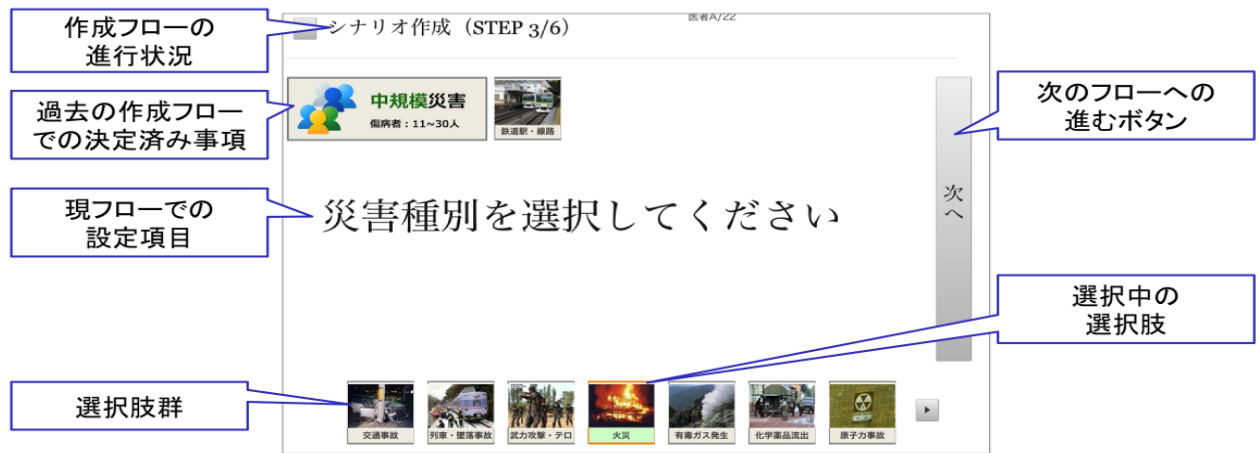 作成フローの
進行状況
過去の作成フロー
での決定済み事項
現フローでの
設定項目
選択肢群
シナリオ作成（STEP 3/6）
医者A/22
中規模災害
傷病者：11~30人
鉄道駅・線路
災害種別を選択してください
次へ
交通事故
列車・墜落事故
武力攻撃・テロ
火災
有毒ガス発生
化学薬品流出
原子力事故
次のフローへの
進むボタン
選択中の
選択肢